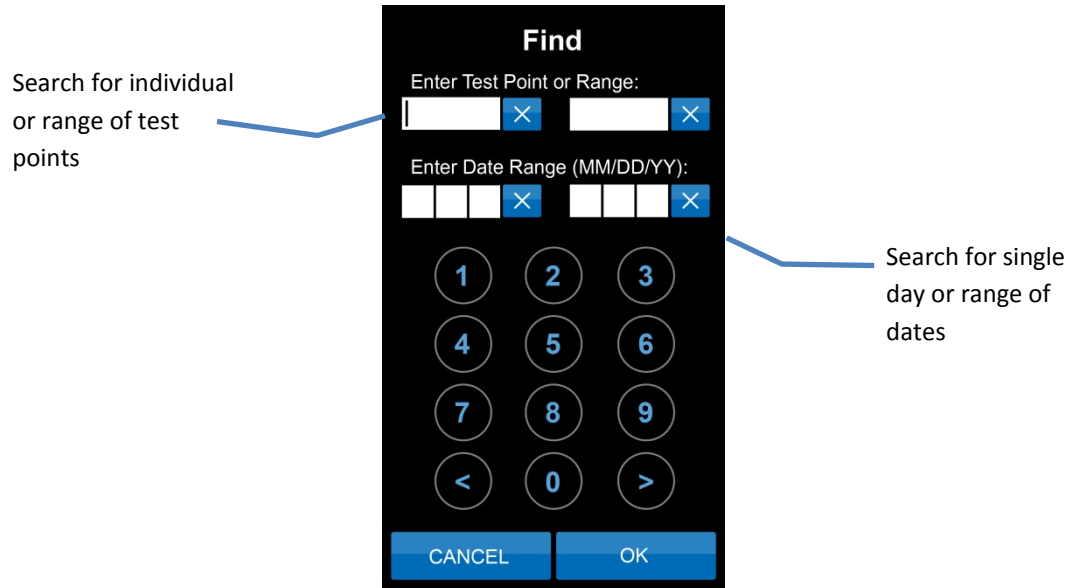 Find
Search for individual
or range of test
points
Enter Test Point or Range:
× ×
Enter Date Range (MM/DD/YY):
× ×
Search for single
day or range of
dates
1 2 3
4 5 6
7 8 9
< 0 >
CANCEL OK